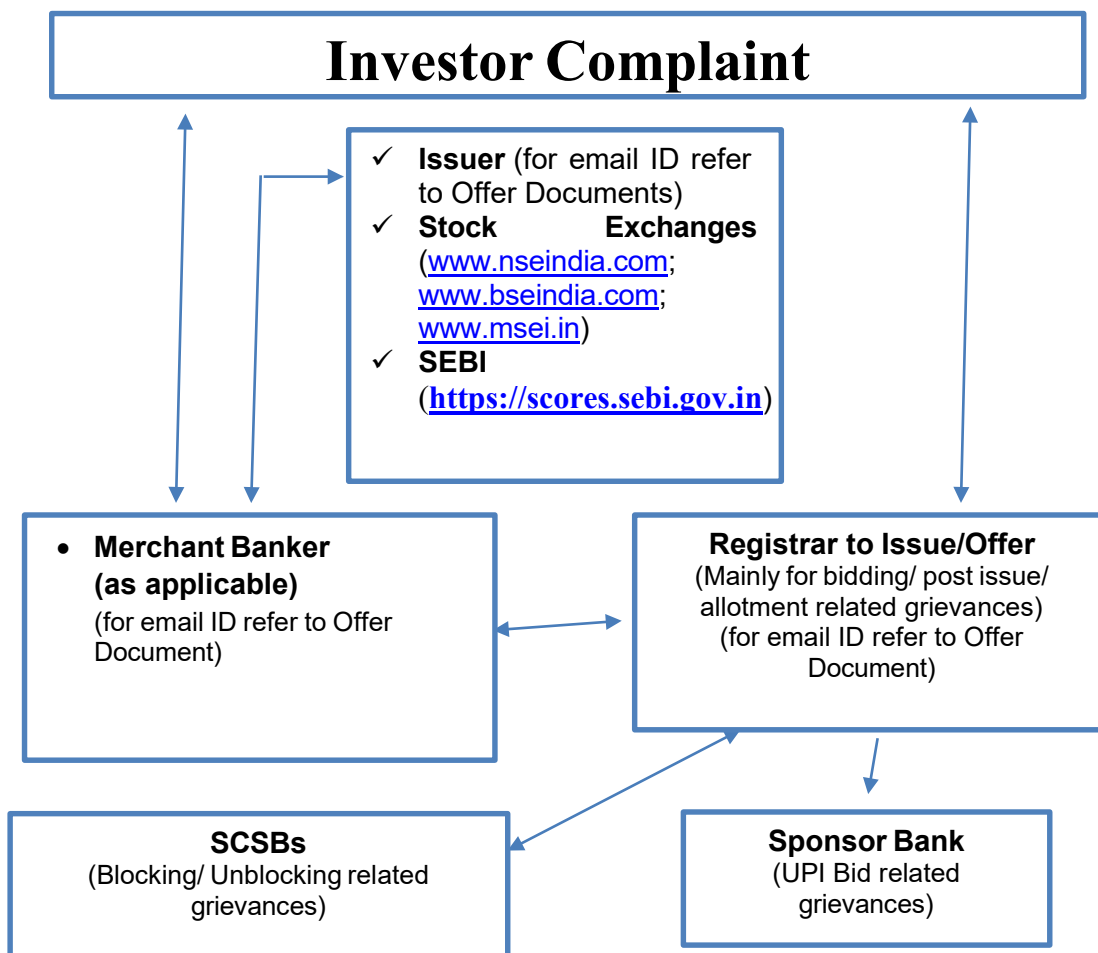 Investor Complaint
✓ Issuer (for email ID refer
to Offer Documents)
✓ Stock Exchanges
(www.nseindia.com;
www.bseindia.com;
www.msei.in)
✓ SEBI
(https://scores.sebi.gov.in)
• Merchant Banker
(as applicable)
(for email ID refer to Offer
Document)
Registrar to Issue/Offer
(Mainly for bidding/ post issue/
allotment related grievances)
(for email ID refer to Offer
Document)
SCSBs
(Blocking/ Unblocking related
grievances)
Sponsor Bank
(UPI Bid related
grievances)